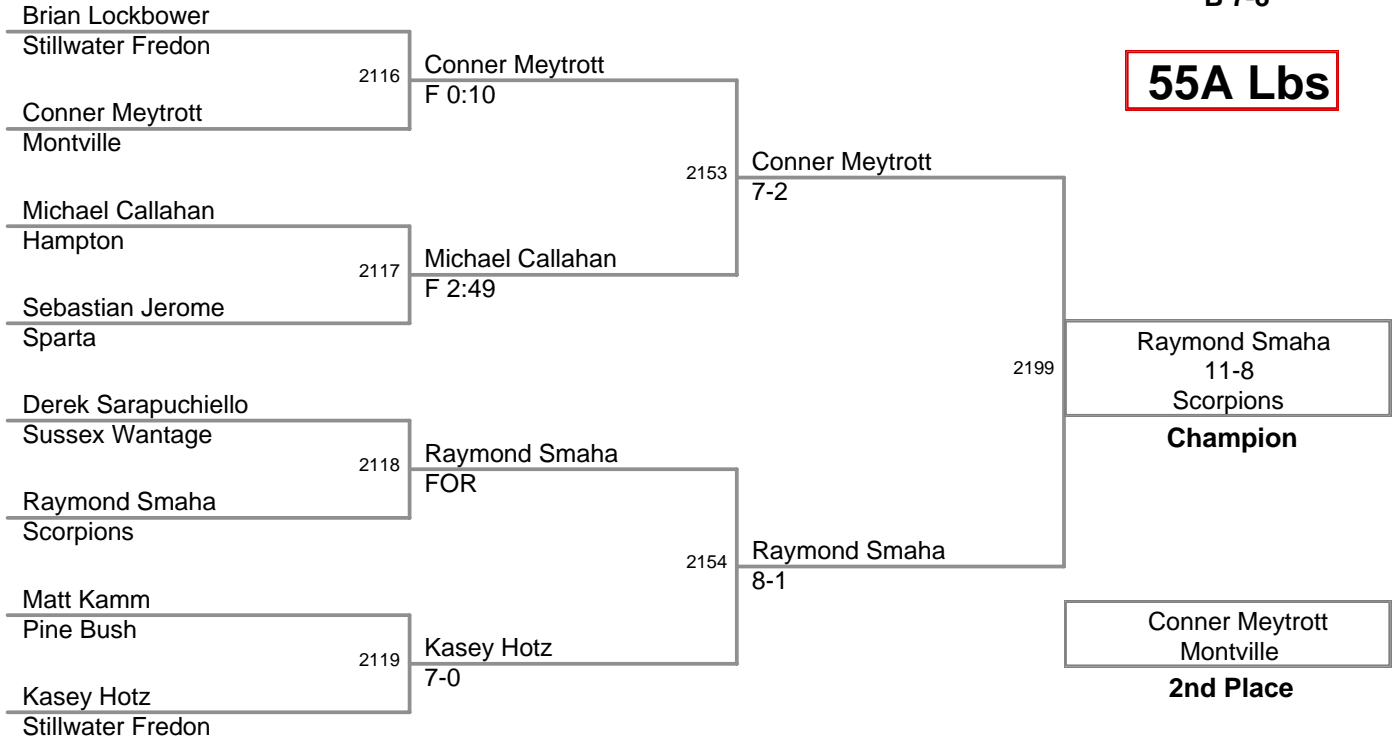 B 7-8
55A Lbs
Brian Lockbower
Stillwater Fredon
2116
Conner Meytrott
F 0:10
Conner Meytrott
Montville
2153
Conner Meytrott
7-2
Michael Callahan
Hampton
2117
Michael Callahan
F 2:49
Sebastian Jerome
Sparta
2199
Raymond Smaha
11-8
Scorpions
Champion
Derek Sarapuchiello
Sussex Wantage
2118
Raymond Smaha
FOR
Raymond Smaha
Scorpions
2154
Raymond Smaha
8-1
Matt Kamm
Pine Bush
2119
Kasey Hotz
7-0
Kasey Hotz
Stillwater Fredon
Conner Meytrott
Montville
2nd Place